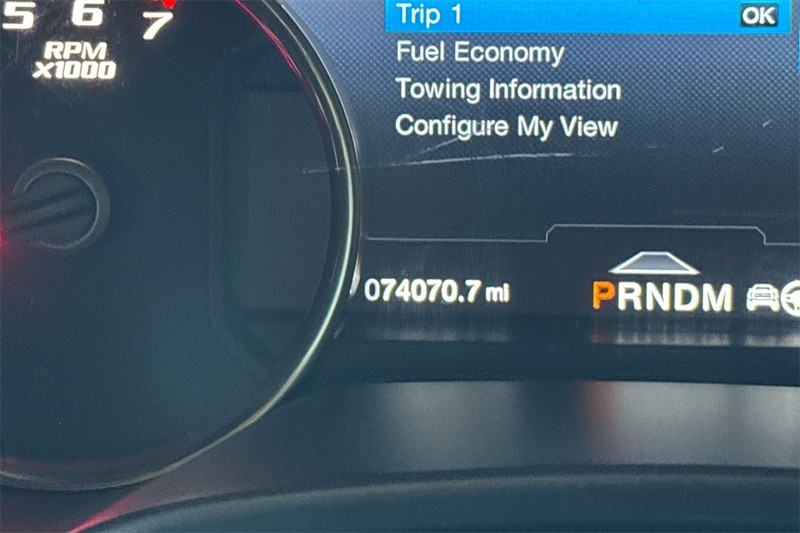 5 6 7
RPM
x1000
Trip 1 OK
Fuel Economy
Towing Information
Configure My View
074070.7 mi
PRNDM